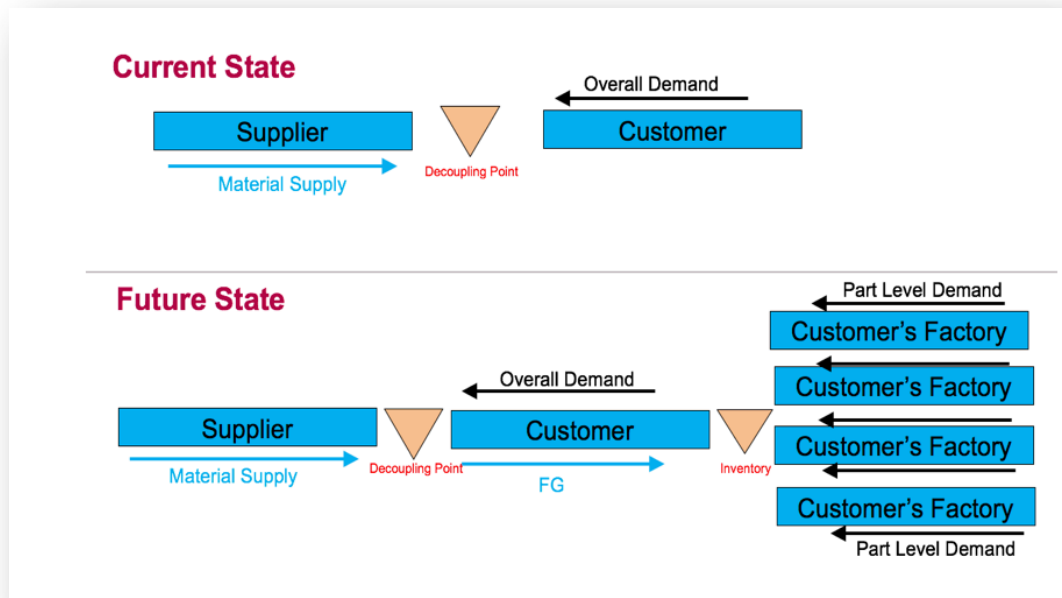 Current State
Overall Demand
Supplier
Customer
Decoupling Point
Material Supply
Future State
Part Level Demand
Customer’s Factory
Customer’s Factory
Overall Demand
Supplier
Customer
Customer’s Factory
Decoupling Point
Inventory
Material Supply
FG
Customer’s Factory
Part Level Demand